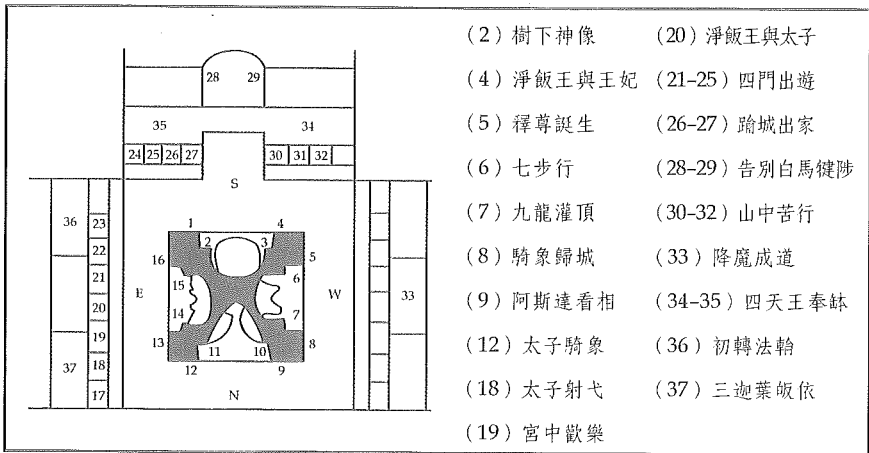 28 29
35 34
24 25 26 27 30 31 32
S
36 23
22
21
20
19
37 18
17
1 4
2 3
16 5
15 6
E W
14 7
13 8
11 10
12 9
N
33
(2) 樹下神像
(4) 淨飯王與王妃
(5) 釋尊誕生
(6) 七步行
(7) 九龍灌頂
(8) 騎象歸城
(9) 阿斯達看相
(12) 太子騎象
(18) 太子射弋
(19) 宮中歡樂
(20) 淨飯王與太子
(21–25) 四門出遊
(26–27) 踰城出家
(28–29) 告別白馬犍陟
(30–32) 山中苦行
(33) 降魔成道
(34–35) 四天王奉缽
(36) 初轉法輪
(37) 三迦葉皈依